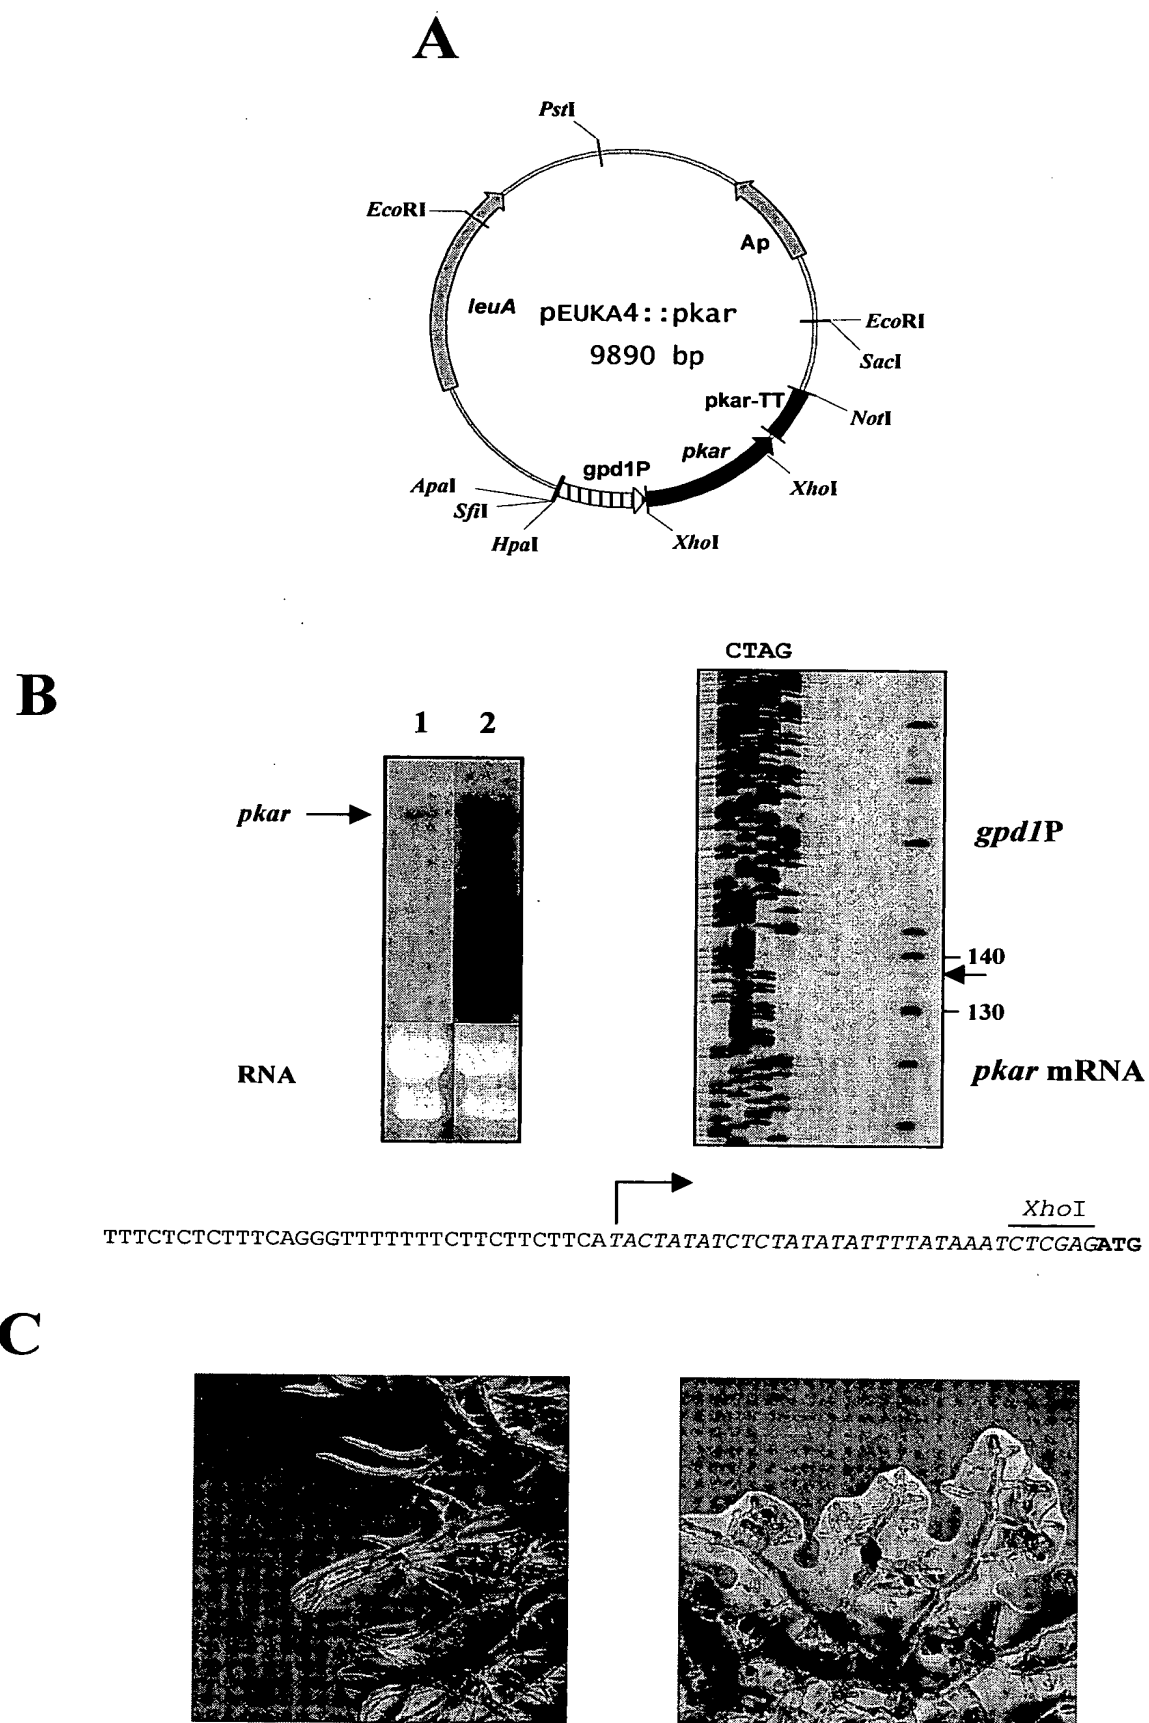 A
PstI
EcoRI
Ap
leuA
pEUKA4::pkar
9890 bp
EcoRI
SacI
pkar-TT
NotI
pkar
gpd1P
XhoI
ApaI
SfiI
HpaI
XhoI
B
CTAG
1 2
pkar
gpd1P
140
130
RNA
pkar mRNA
XhoI
TTTCTCTCTTTCAGGGTTTTTTTCTTCTTCTTCATACTATATCTCTATATATTTTATAAATCTCGAGATG
C